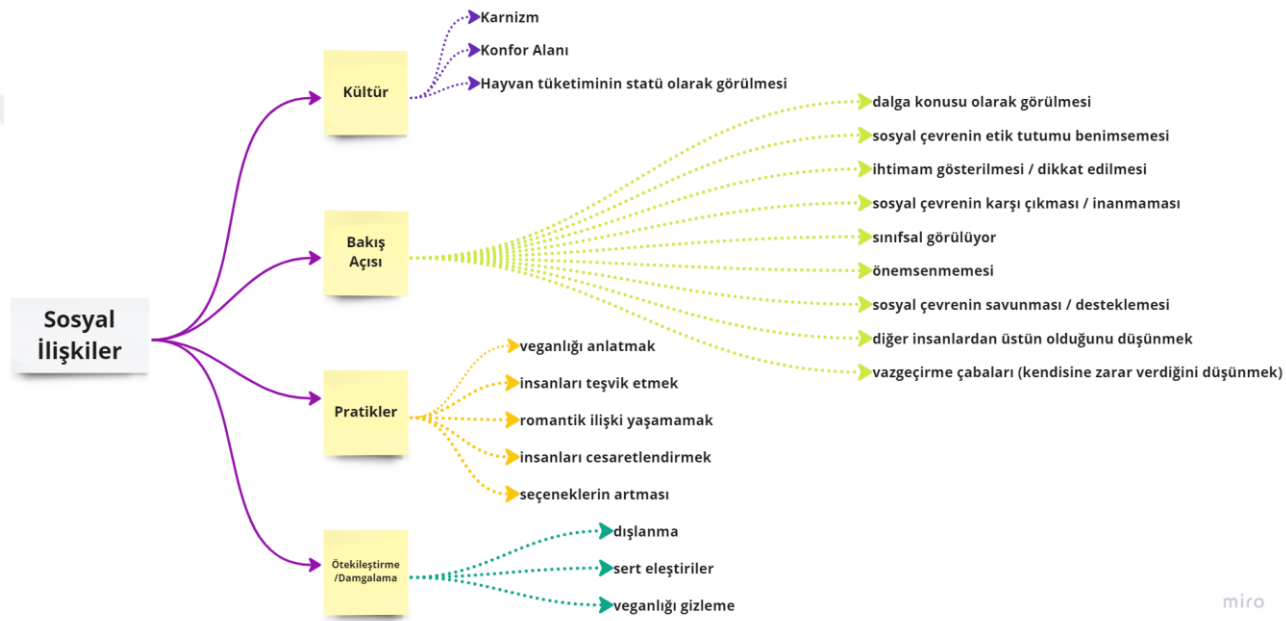 Sosyal
İlişkiler
Kültür
Karnizm
Konfor Alanı
Hayvan tüketiminin statü olarak görülmesi
Bakış
Açısı
dalga konusu olarak görülmesi
sosyal çevrenin etik tutumu benimsemesi
ihtimam gösterilmesi / dikkat edilmesi
sosyal çevrenin karşı çıkması / inanmaması
sınıfsal görülüyor
önemsenmemesi
sosyal çevrenin savunması / desteklemesi
diğer insanlardan üstün olduğunu düşünmek
vazgeçirme çabaları (kendisine zarar verdiğini düşünmek)
Pratikler
veganlığı anlatmak
insanları teşvik etmek
romantik ilişki yaşamamak
insanları cesaretlendirmek
seçeneklerin artması
Ötekileştirme
/Damgalama
dışlanma
sert eleştiriler
veganlığı gizleme
miro